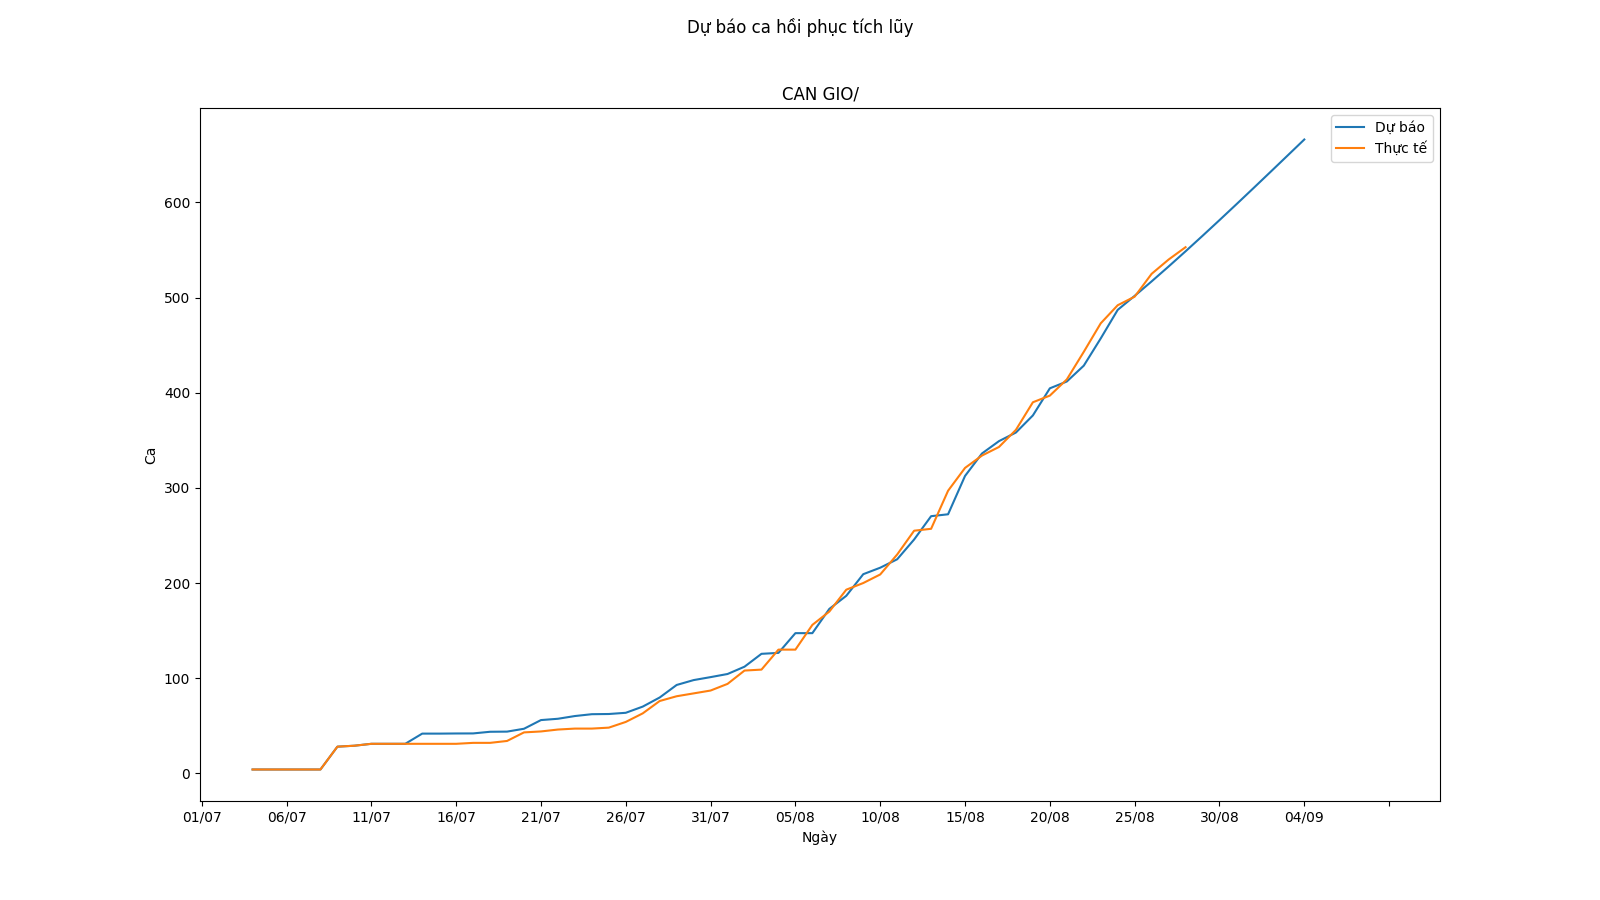 Dự báo ca hồi phục tích lũy
CAN GIO/
Dự báo
Thực tế
600
500
400
300
200
100
0
Ca
01/07 06/07 11/07 16/07 21/07 26/07 31/07 05/08 10/08 15/08 20/08 25/08 30/08 04/09
Ngày